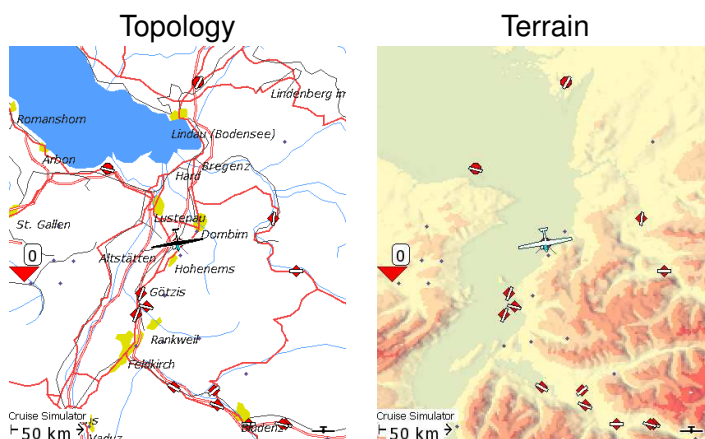 Topology
Terrain
Lindenberg im
Romanshorn
Lindau (Bodensee)
Arbon
Bregenz
Hard
Lustenau
St. Gallen
Dornbirn
0
0
Altstätten
Hohenems
Götzis
Rankweil
Feldkirch
Cruise Simulator
50 km
Bludenz
Vaduz
Cruise Simulator
50 km